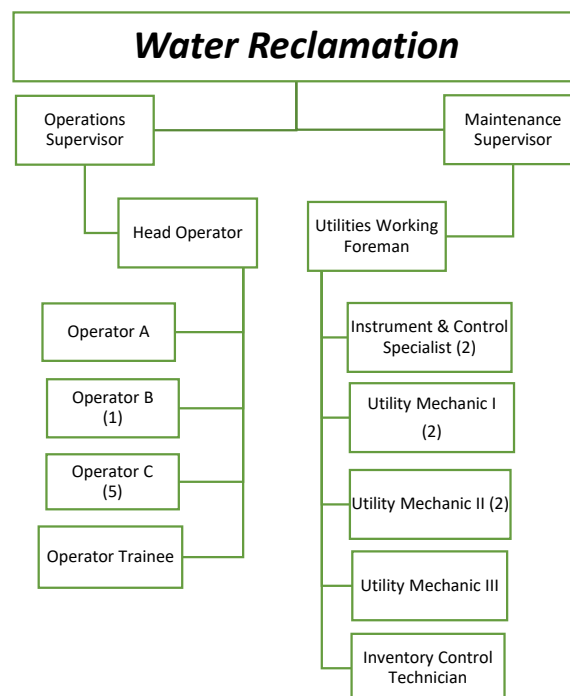 Water Reclamation
Operations
Supervisor
Maintenance
Supervisor
Head Operator
Utilities Working
Foreman
Operator A
Operator B
(1)
Operator C
(5)
Operator Trainee
Instrument & Control
Specialist (2)
Utility Mechanic I
(2)
Utility Mechanic II (2)
Utility Mechanic III
Inventory Control
Technician